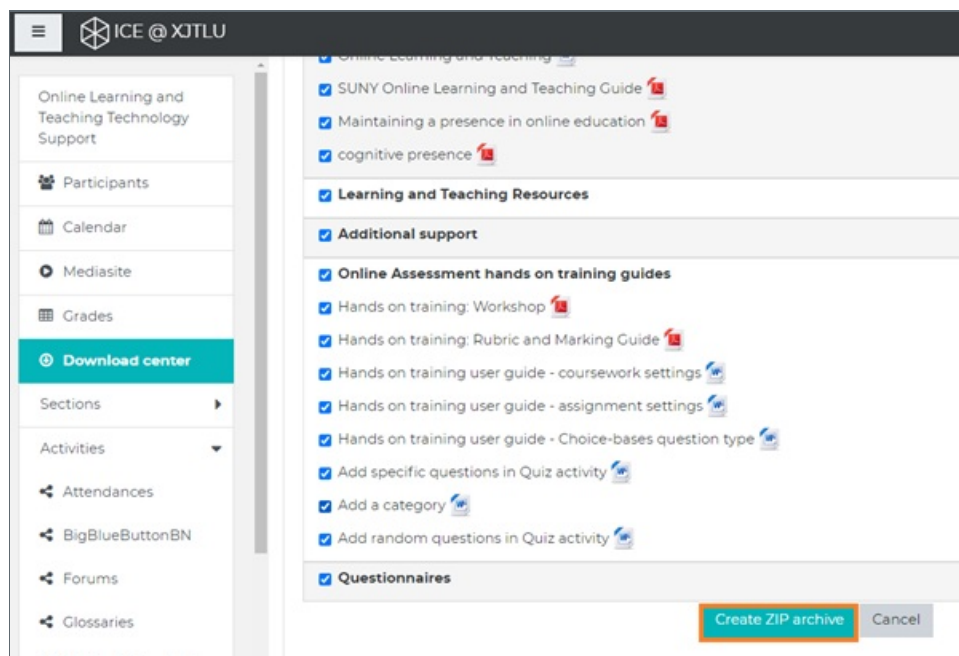 ICE @ XJTLU
Online Learning and
Teaching Technology
Support
Participants
Calendar
Mediasite
Grades
Download center
Sections
Activities
Attendances
BigBlueButtonBN
Forums
Glossaries
Online Learning and Teaching
SUNY Online Learning and Teaching Guide
Maintaining a presence in online education
cognitive presence
Learning and Teaching Resources
Additional support
Online Assessment hands on training guides
Hands on training: Workshop
Hands on training: Rubric and Marking Guide
Hands on training user guide - coursework settings
Hands on training user guide - assignment settings
Hands on training user guide - Choice-bases question type
Add specific questions in Quiz activity
Add a category
Add random questions in Quiz activity
Questionnaires
Create ZIP archive
Cancel